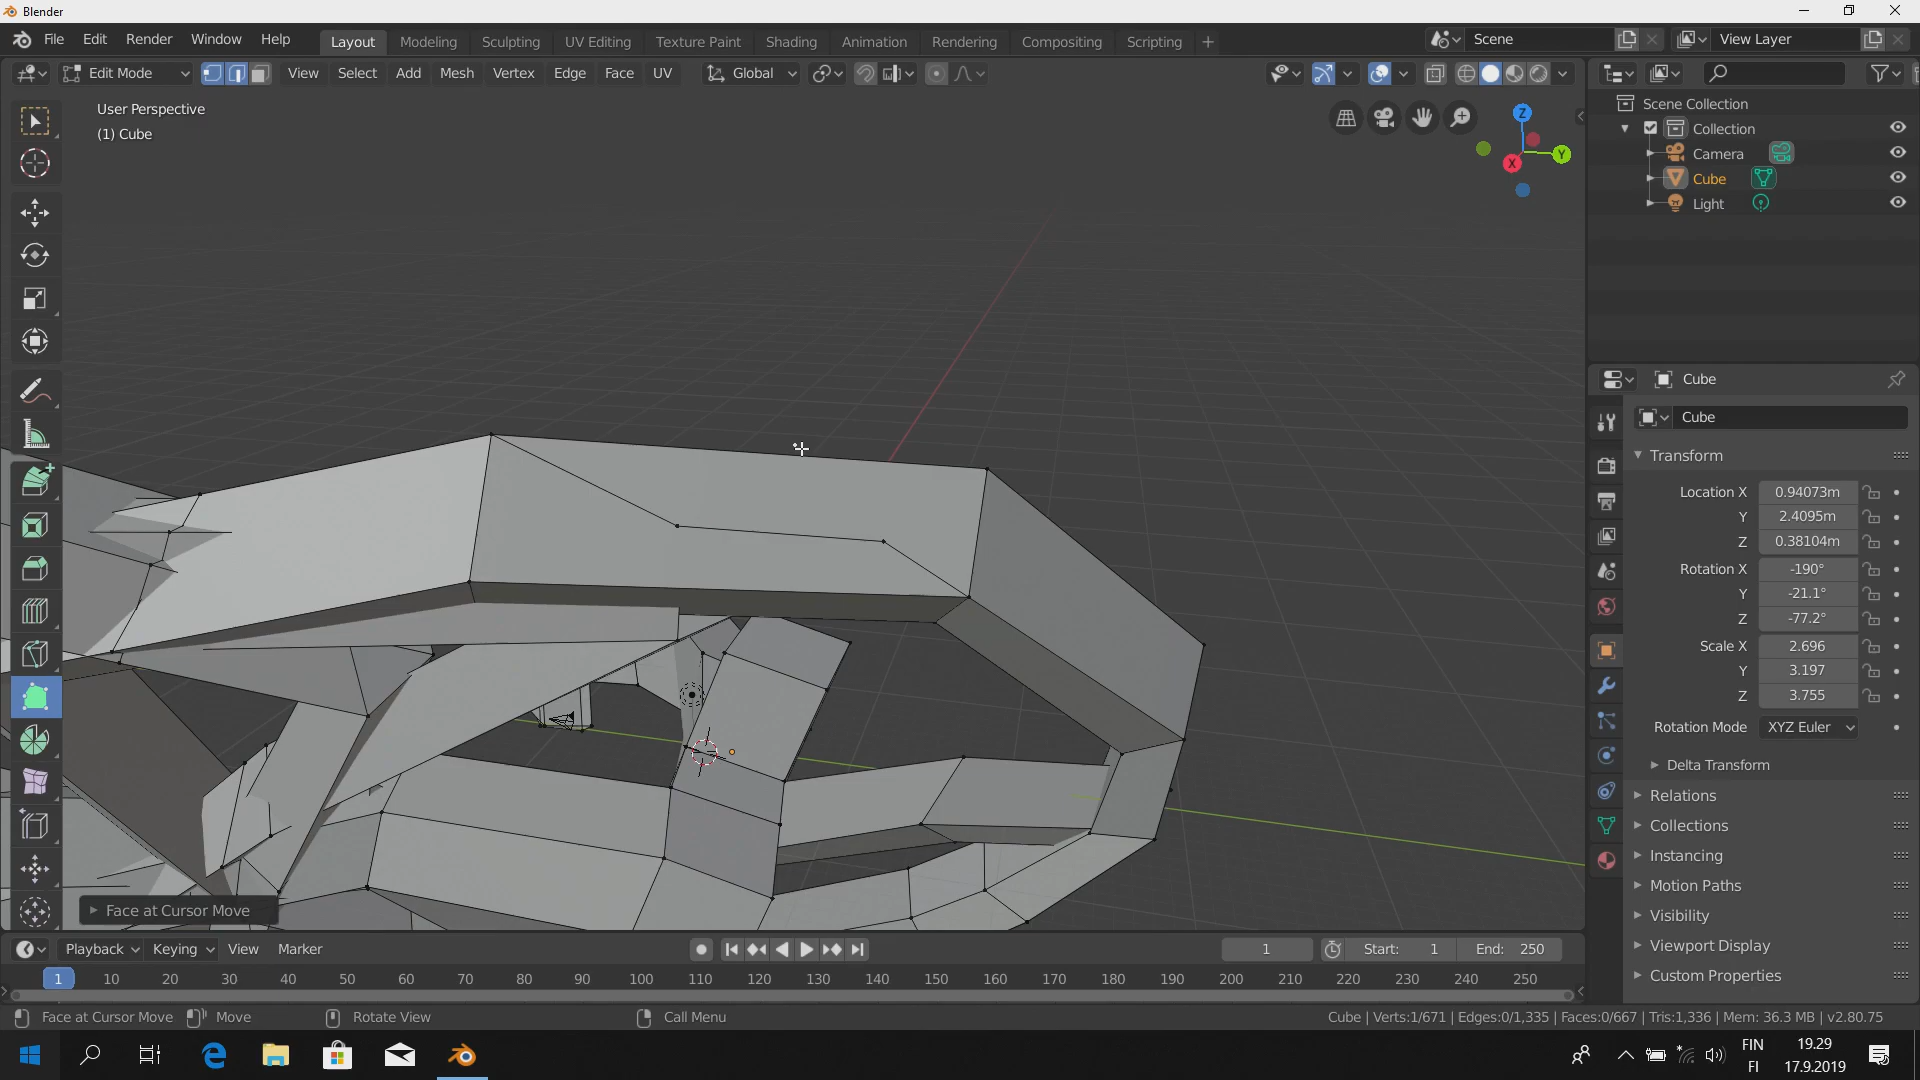 Blender
File Edit Render Window Help Layout Modeling Sculpting UV Editing Texture Paint Shading Animation Rendering Compositing Scripting + Scene View Layer
Edit Mode View Select Add Mesh Vertex Edge Face UV Global
User Perspective
(1) Cube
Z
Y
X
Scene Collection
Collection
Camera
Cube
Light
Cube
Cube
Transform
Location X 0.94073m
Y 2.4095m
Z 0.38104m
Rotation X -190°
Y -21.1°
Z -77.2°
Scale X 2.696
Y 3.197
Z 3.755
Rotation Mode XYZ Euler
Delta Transform
Relations
Collections
Instancing
Motion Paths
Visibility
Viewport Display
Custom Properties
Face at Cursor Move
Playback Keying View Marker 1 Start: 1 End: 250
1 10 20 30 40 50 60 70 80 90 100 110 120 130 140 150 160 170 180 190 200 210 220 230 240 250
Face at Cursor Move Move Rotate View Call Menu Cube | Verts:1/671 | Edges:0/1,335 | Faces:0/667 | Tris:1,336 | Mem: 36.3 MB | v2.80.75
FIN
FI
19.29
17.9.2019